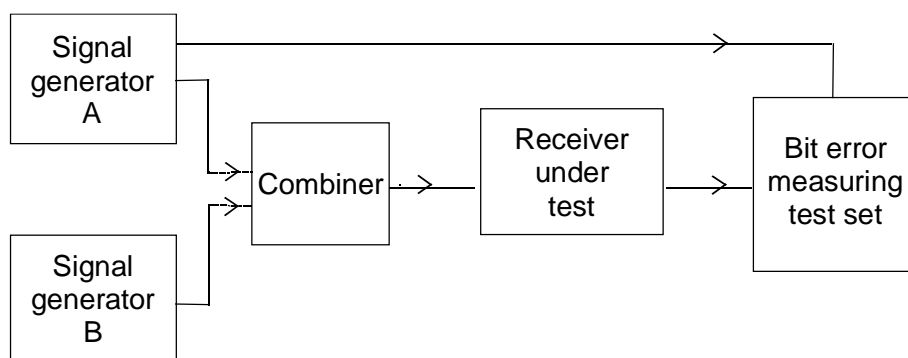 Signal
generator
A
Combiner
Receiver
under
test
Bit error
measuring
test set
Signal
generator
B